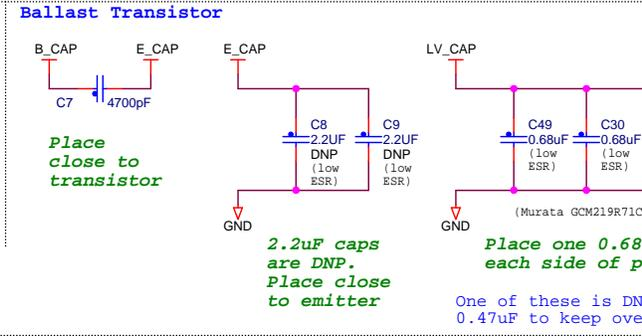 Ballast Transistor
B_CAP
E_CAP
C7
4700pF
Place
close to
transistor
E_CAP
C8
2.2UF
DNP
(low
ESR)
C9
2.2UF
DNP
(low
ESR)
GND
2.2uF caps
are DNP.
Place close
to emitter
LV_CAP
C49
0.68uF
(low
ESR)
C30
0.68uF
(low
ESR)
(Murata GCM219R71C
GND
Place one 0.68
each side of p
One of these is DN
0.47uF to keep ove